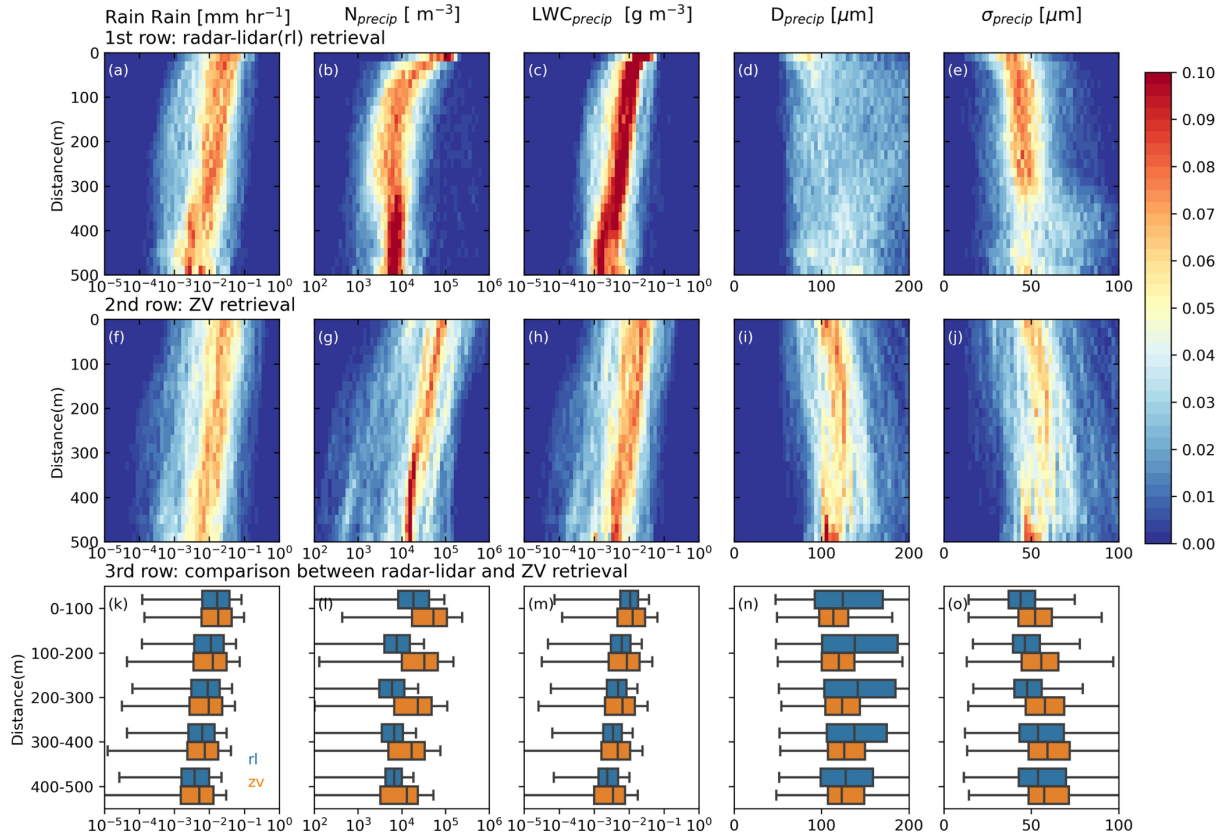 Rain Rain [mm hr⁻¹] N_precip [ m⁻³] LWC_precip [g m⁻³] D_precip [μm] σ_precip [μm]
1st row: radar-lidar(rl) retrieval
(a) (b) (c) (d) (e)
0
100
200
300
400
500
Distance(m)
10⁻⁵ 10⁻⁴ 10⁻³ 10⁻² 10⁻¹ 10⁰
10² 10³ 10⁴ 10⁵ 10⁶
10⁻⁵ 10⁻⁴ 10⁻³ 10⁻² 10⁻¹ 10⁰
0 100 200
0 50 100
2nd row: ZV retrieval
(f) (g) (h) (i) (j)
0
100
200
300
400
500
Distance(m)
10⁻⁵ 10⁻⁴ 10⁻³ 10⁻² 10⁻¹ 10⁰
10² 10³ 10⁴ 10⁵ 10⁶
10⁻⁵ 10⁻⁴ 10⁻³ 10⁻² 10⁻¹ 10⁰
0 100 200
0 50 100
3rd row: comparison between radar-lidar and ZV retrieval
(k) (l) (m) (n) (o)
0-100
100-200
200-300
300-400
400-500
Distance(m)
rl
zv
10⁻⁵ 10⁻⁴ 10⁻³ 10⁻² 10⁻¹ 10⁰
10² 10³ 10⁴ 10⁵ 10⁶
10⁻⁵ 10⁻⁴ 10⁻³ 10⁻² 10⁻¹ 10⁰
0 100 200
0 50 100
0.10
0.09
0.08
0.07
0.06
0.05
0.04
0.03
0.02
0.01
0.00